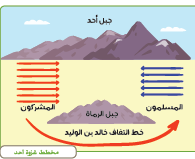 جبل أحد
المسلمون
المشركون
جبل الرماة
خط التفاف خالد بن الوليد
مخطط غزوة أحد